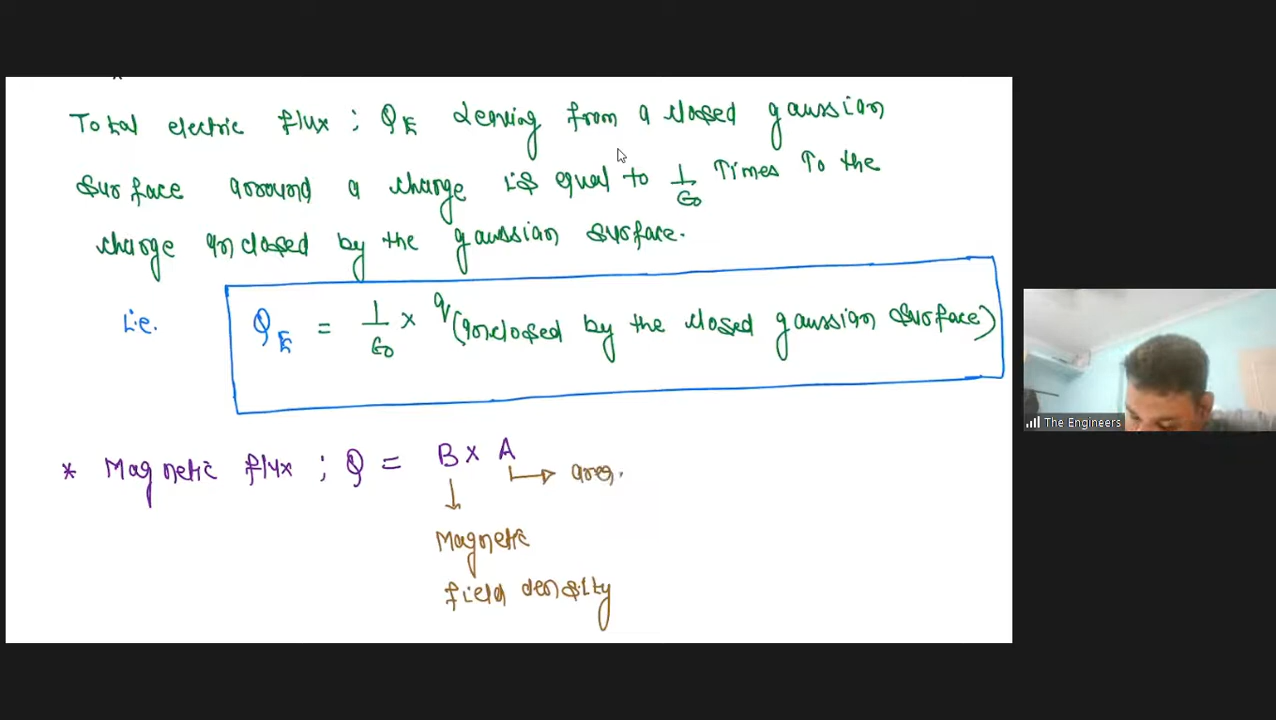 Total electric flux ; φE leaving from a closed gaussian
surface around a charge is equal to 1/ε0 Times To the
charge enclosed by the gaussian surface.
i.e. φE = 1/ε0 × q(enclosed by the closed gaussian surface)
* Magnetic flux ; φ = B × A
area.
Magnetic
field density
The Engineers